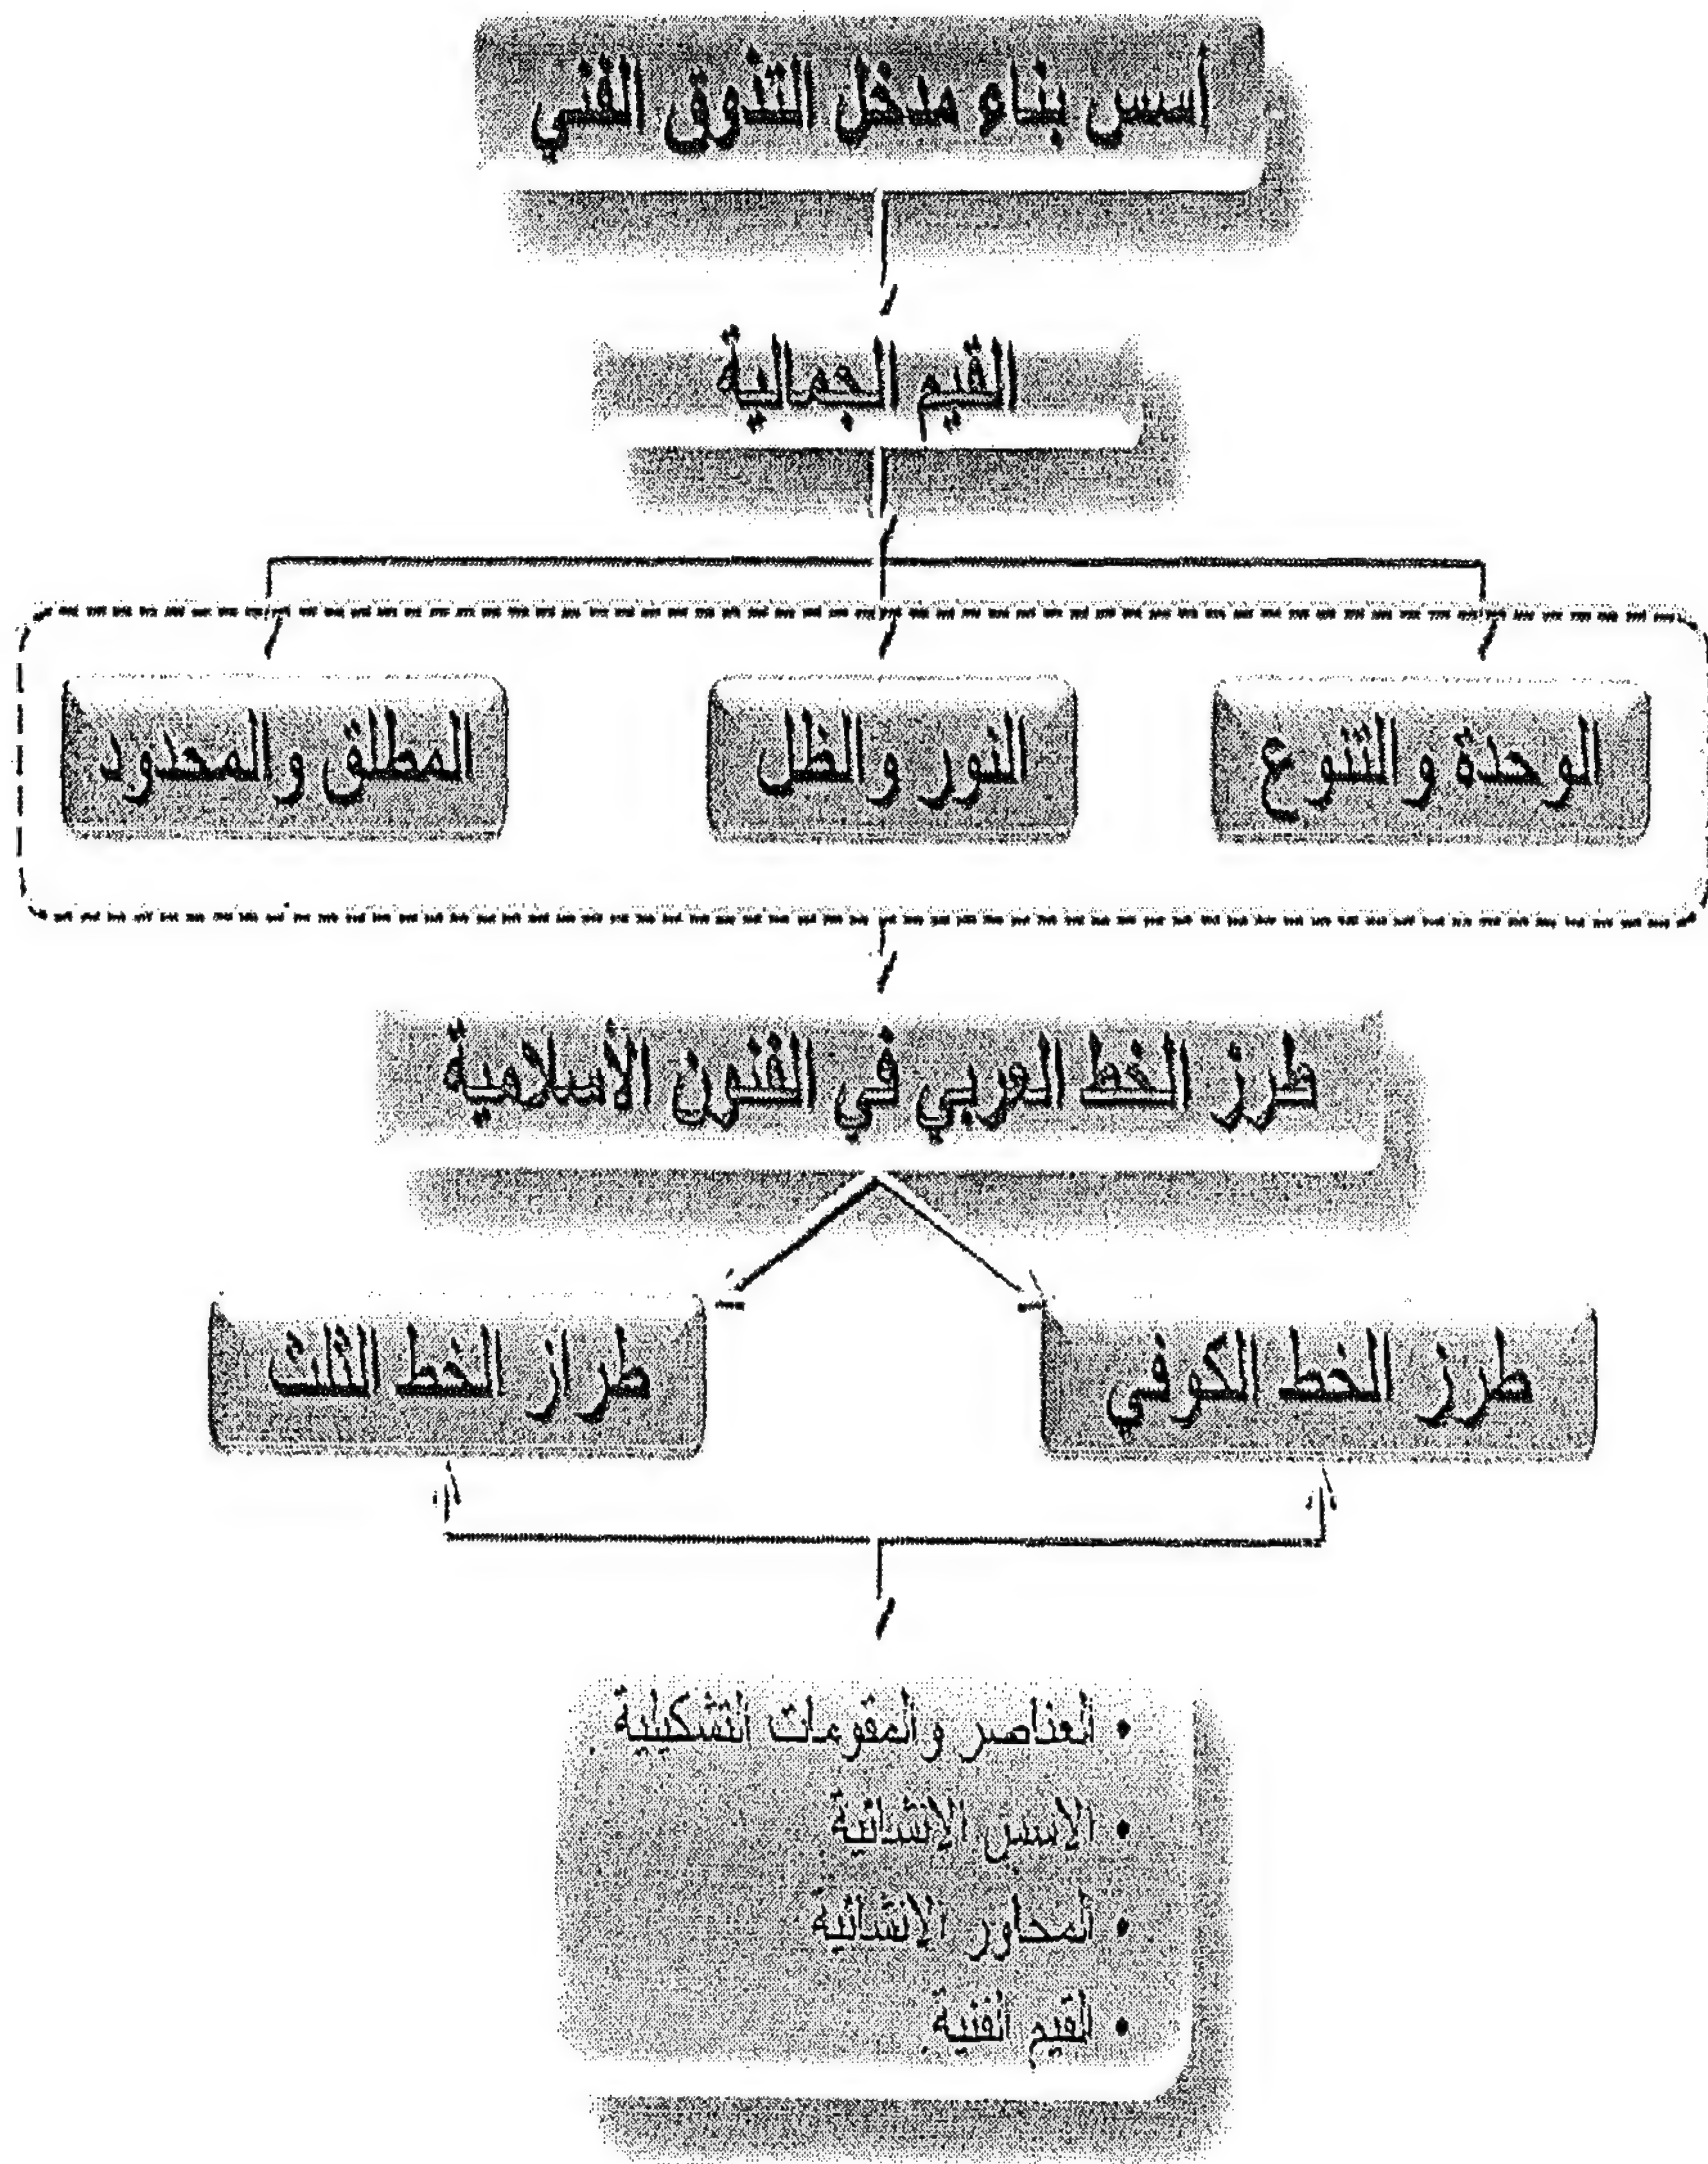 أسس بناء مدخل التذوق الفني
القيم الجمالية
الوحدة والتنوع
النور والظل
المطلق والمحدود
طرز الخط العربي في الفنون الأسلامية
طرز الخط الكوفي
طراز الخط الثلث
• العناصر والمقومات التشكيلية
• الأسس الإنشائية
• المحاور الإنشائية
• القيم الفنية